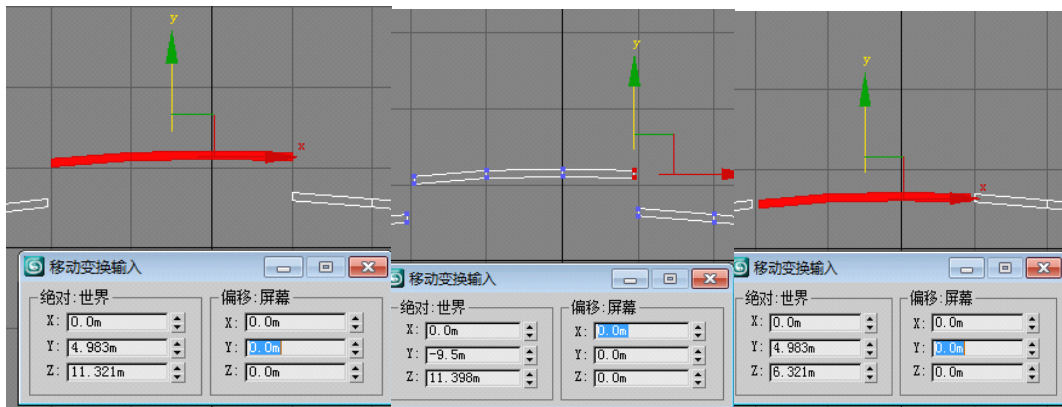 y
x
移动变换输入
绝对:世界
偏移:屏幕
X: 0.0m
X: 0.0m
Y: 4.983m
Y: 0.0m
Z: 11.321m
Z: 0.0m
y
移动变换输入
绝对:世界
偏移:屏幕
X: 0.0m
X: 0.0m
Y: -9.5m
Y: 0.0m
Z: 11.398m
Z: 0.0m
y
x
移动变换输入
绝对:世界
偏移:屏幕
X: 0.0m
X: 0.0m
Y: 4.983m
Y: 0.0m
Z: 6.321m
Z: 0.0m